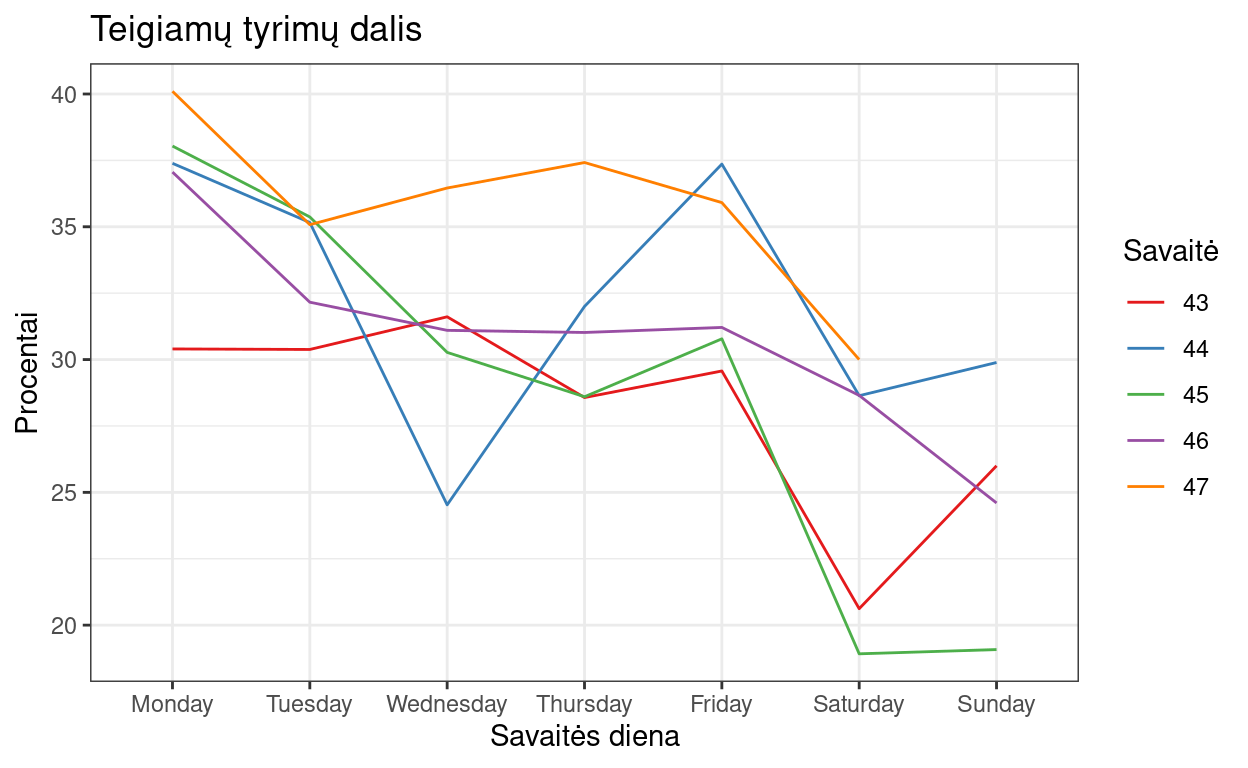 Teigiamų tyrimų dalis
Procentai
40
35
30
25
20
Monday
Tuesday
Wednesday
Thursday
Friday
Saturday
Sunday
Savaitės diena
Savaitė
43
44
45
46
47